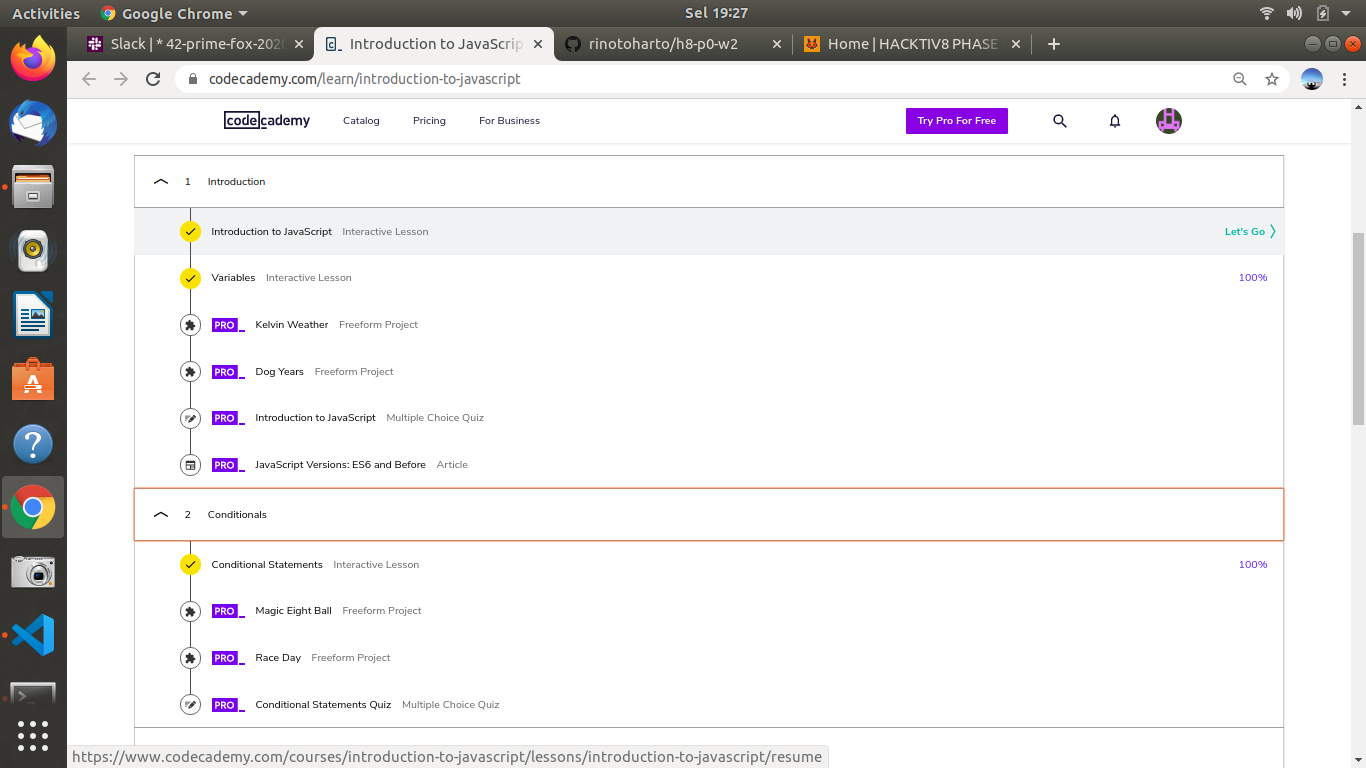 Activities Google Chrome Sel 19:27
Slack | * 42-prime-fox-202 Introduction to JavaScrip rinotoharto/h8-p0-w2 Home | HACKTIV8 PHASE
codecademy.com/learn/introduction-to-javascript
codecademy Catalog Pricing For Business Try Pro For Free
1 Introduction
Introduction to JavaScript Interactive Lesson Let's Go
Variables Interactive Lesson 100%
PRO Kelvin Weather Freeform Project
PRO Dog Years Freeform Project
PRO Introduction to JavaScript Multiple Choice Quiz
PRO JavaScript Versions: ES6 and Before Article
2 Conditionals
Conditional Statements Interactive Lesson 100%
PRO Magic Eight Ball Freeform Project
PRO Race Day Freeform Project
PRO Conditional Statements Quiz Multiple Choice Quiz
https://www.codecademy.com/courses/introduction-to-javascript/lessons/introduction-to-javascript/resume